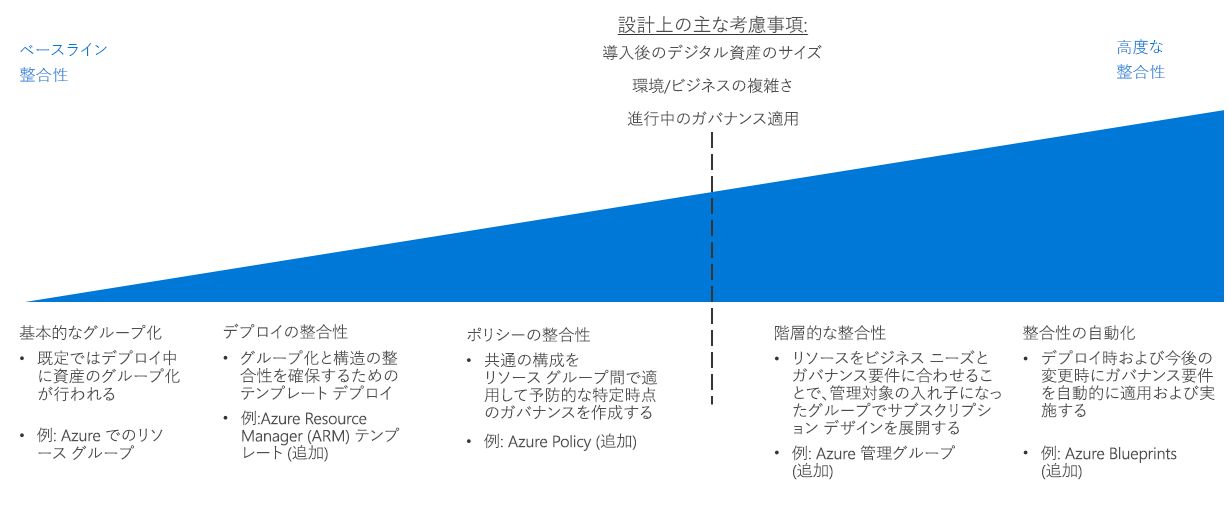 設計上の主な考慮事項:
導入後のデジタル資産のサイズ
環境/ビジネスの複雑さ
進行中のガバナンス適用
ベースライン
整合性
高度な
整合性
基本的なグループ化
• 既定ではデプロイ中
に資産のグループ化
が行われる
• 例: Azure でのリソ
ース グループ
デプロイの整合性
• グループ化と構造の整
合性を確保するための
テンプレート デプロイ
• 例:Azure Resource
Manager (ARM) テンプ
レート (追加)
ポリシーの整合性
• 共通の構成を
リソース グループ間で適
用して予防的な特定時点
のガバナンスを作成する
• 例: Azure Policy (追加)
階層的な整合性
• リソースをビジネス ニーズと
ガバナンス要件に合わせるこ
とで、管理対象の入れ子になっ
たグループでサブスクリプシ
ョン デザインを展開する
• 例: Azure 管理グループ
(追加)
整合性の自動化
• デプロイ時および今後の
変更時にガバナンス要件
を自動的に適用および実
施する
• 例: Azure Blueprints
(追加)